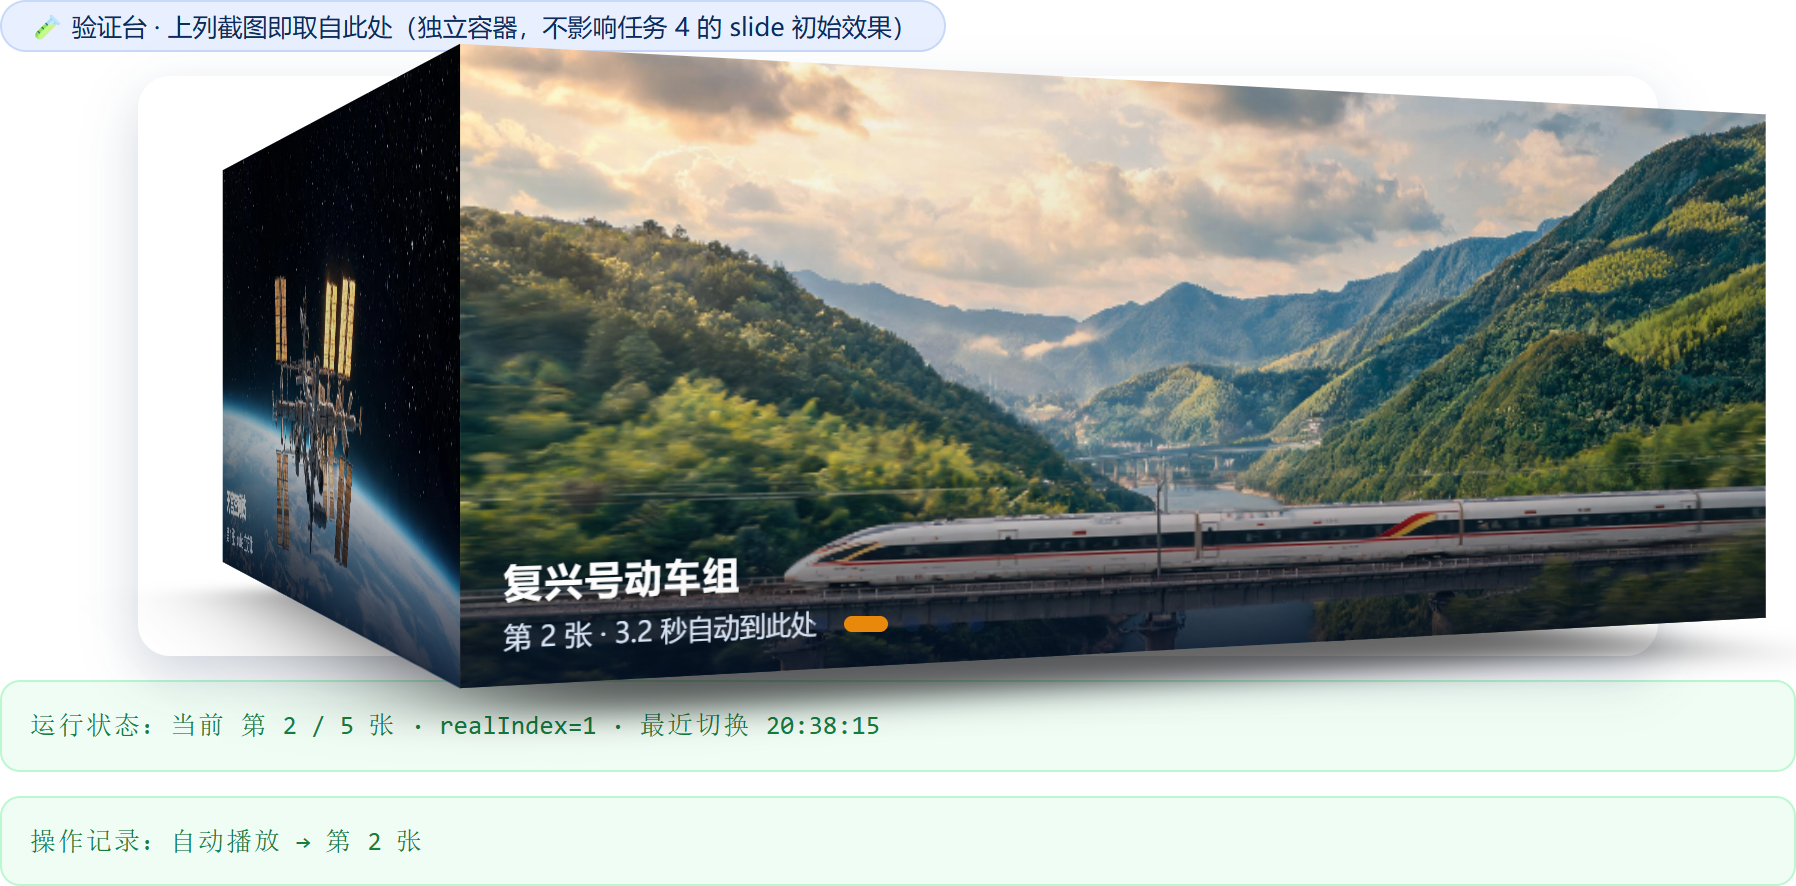 验证台 · 上列截图即取自此处（独立容器，不影响任务 4 的 slide 初始效果）
复兴号动车组
第 2 张 · 3.2 秒自动到此处
运行状态：当前 第 2 / 5 张 · realIndex=1 · 最近切换 20:38:15
操作记录：自动播放 → 第 2 张